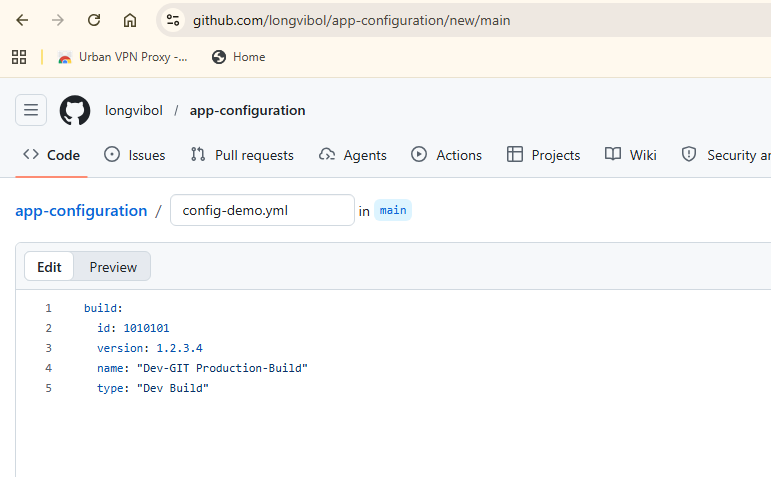 github.com/longvibol/app-configuration/new/main
Urban VPN Proxy -... Home
longvibol / app-configuration
Code Issues Pull requests Agents Actions Projects Wiki Security
app-configuration / config-demo.yml in main
Edit Preview
1 build:
2 id: 1010101
3 version: 1.2.3.4
4 name: "Dev-GIT Production-Build"
5 type: "Dev Build"